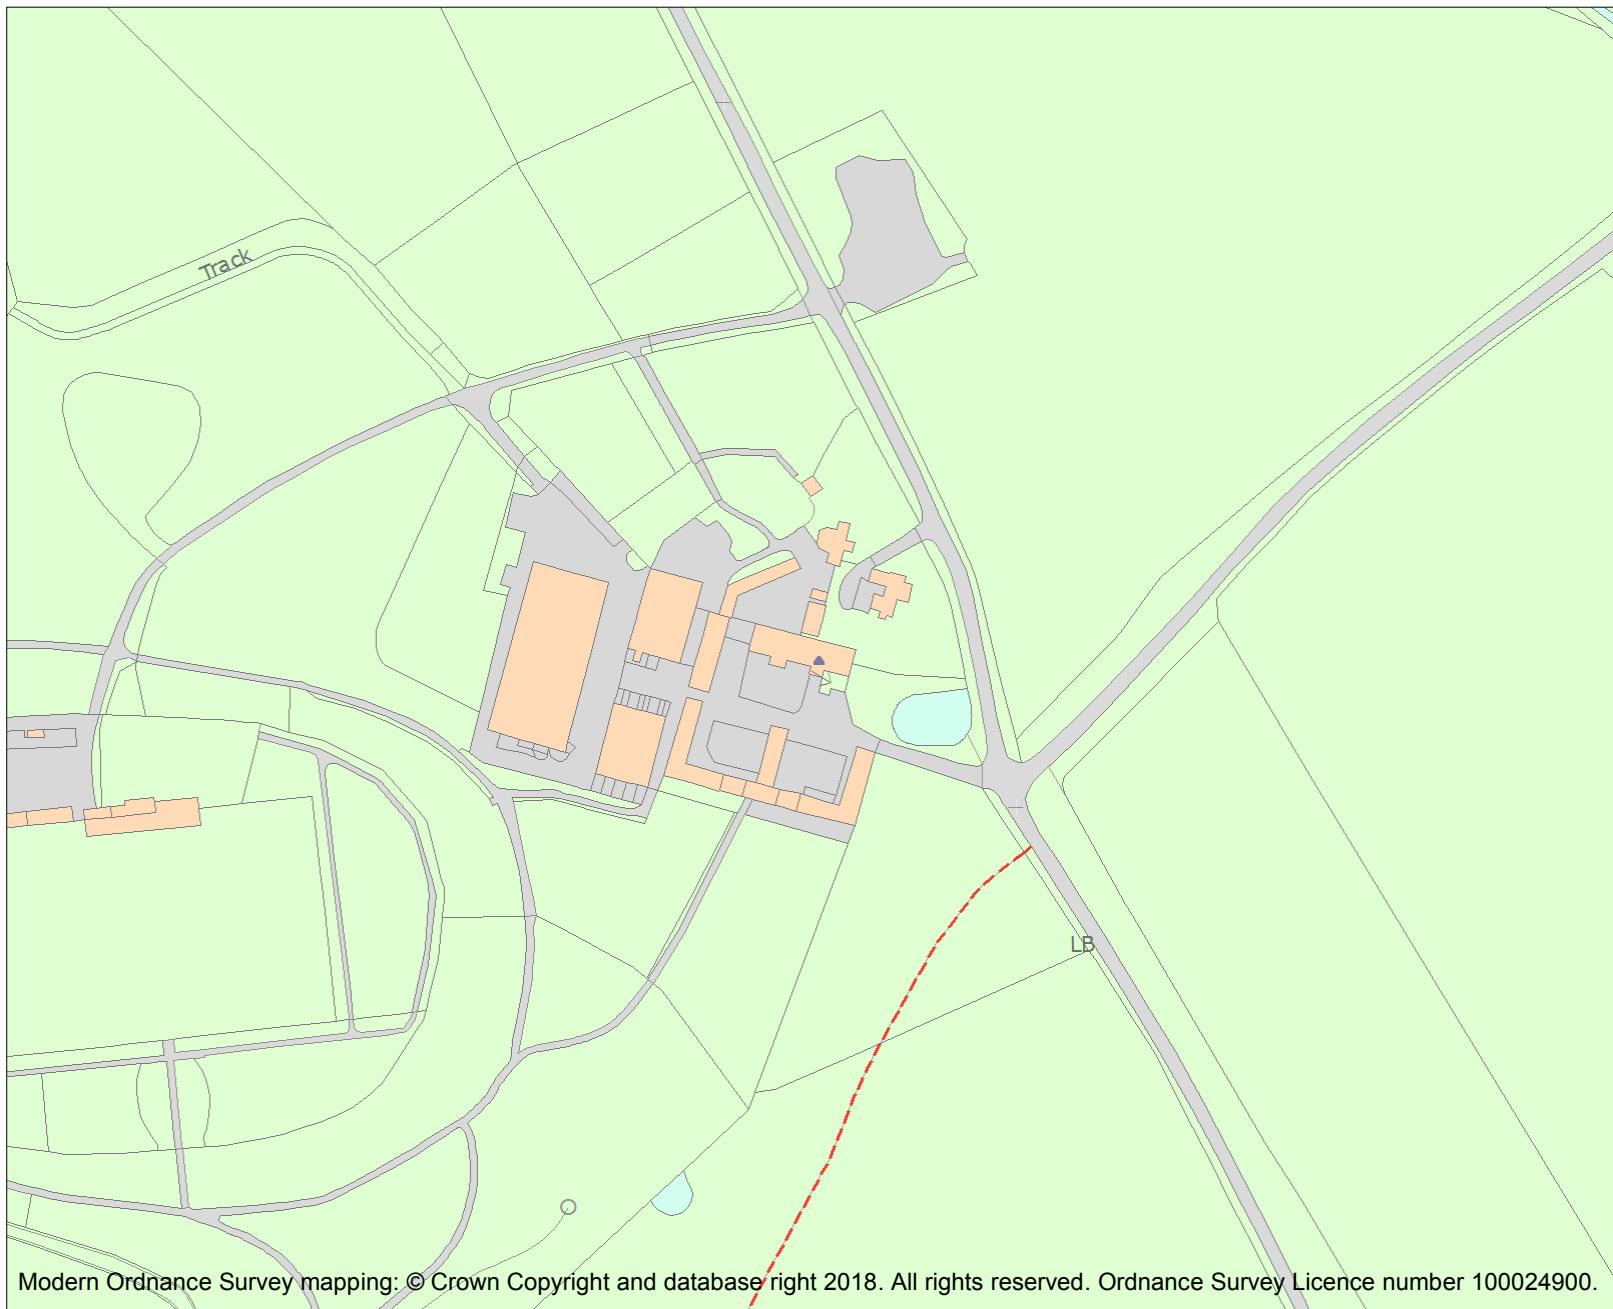 Track
LB
Modern Ordnance Survey mapping: © Crown Copyright and database right 2018. All rights reserved. Ordnance Survey Licence number 100024900.